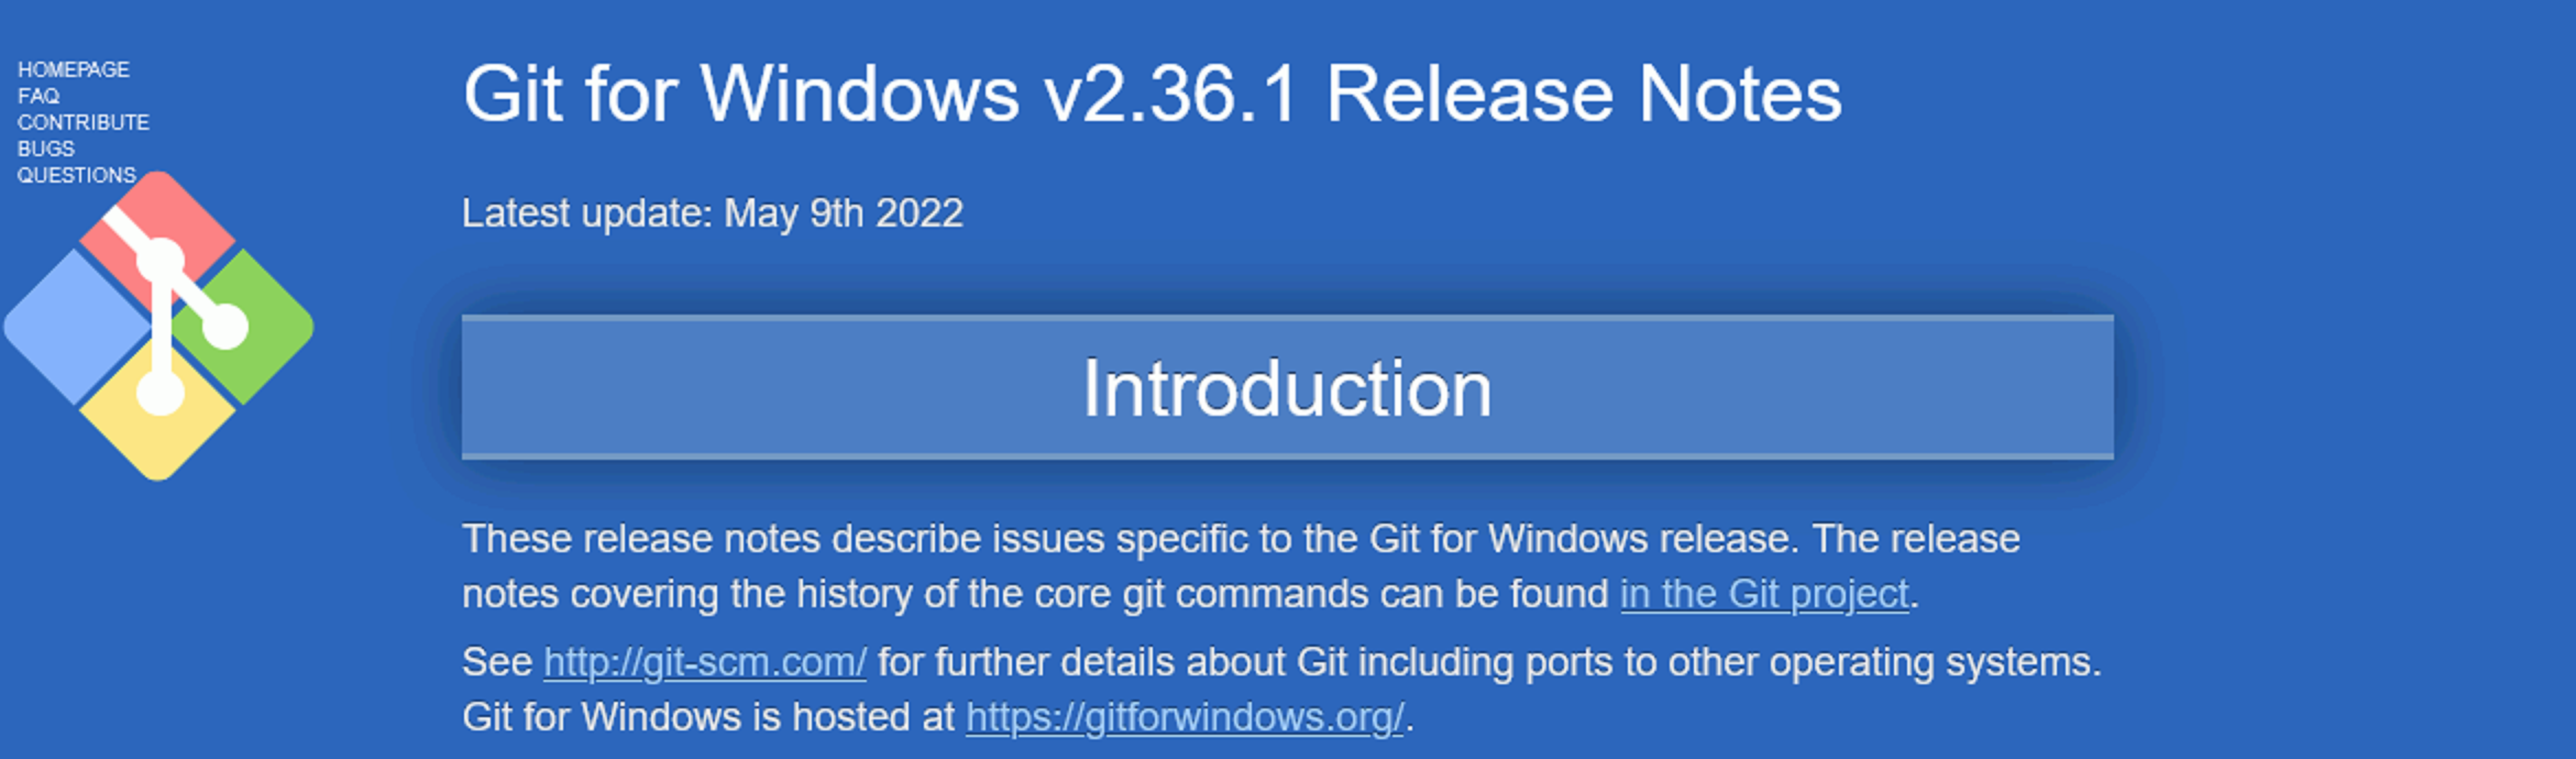 HOMEPAGE
FAQ
CONTRIBUTE
BUGS
QUESTIONS
Git for Windows v2.36.1 Release Notes
Latest update: May 9th 2022
Introduction
These release notes describe issues specific to the Git for Windows release. The release
notes covering the history of the core git commands can be found in the Git project.
See http://git-scm.com/ for further details about Git including ports to other operating systems.
Git for Windows is hosted at https://gitforwindows.org/.